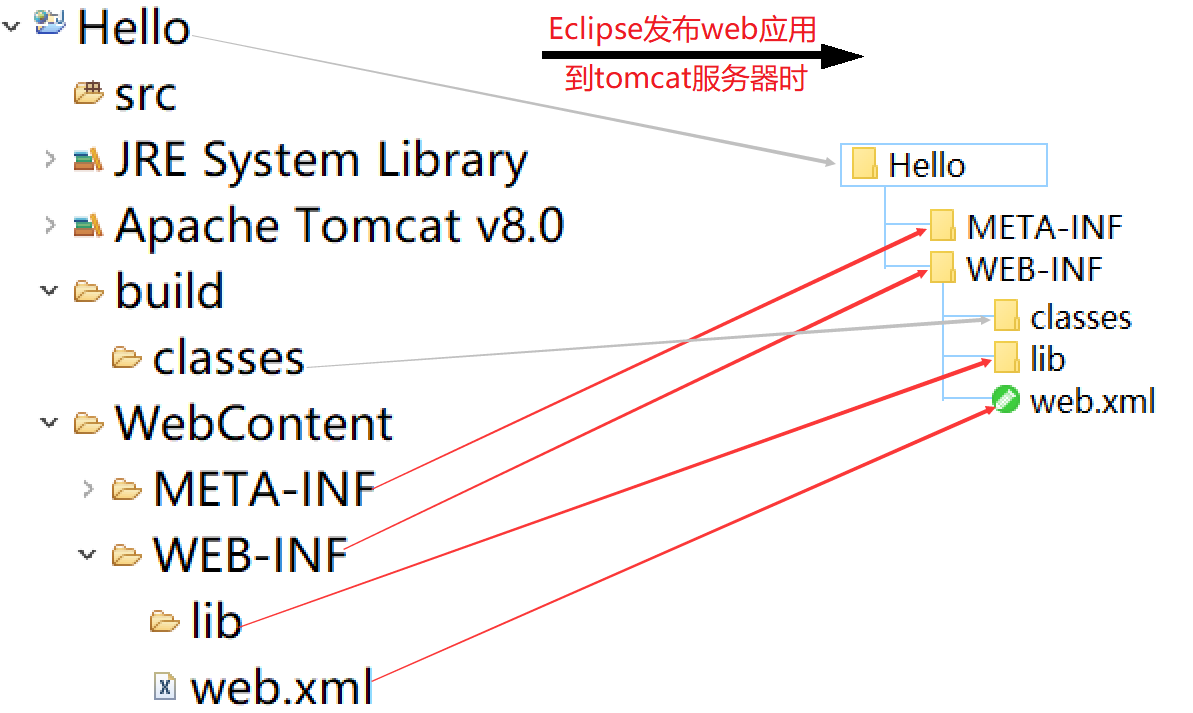 Hello
src
JRE System Library
Apache Tomcat v8.0
build
classes
WebContent
META-INF
WEB-INF
lib
web.xml
Eclipse发布web应用
到tomcat服务器时
Hello
META-INF
WEB-INF
classes
lib
web.xml